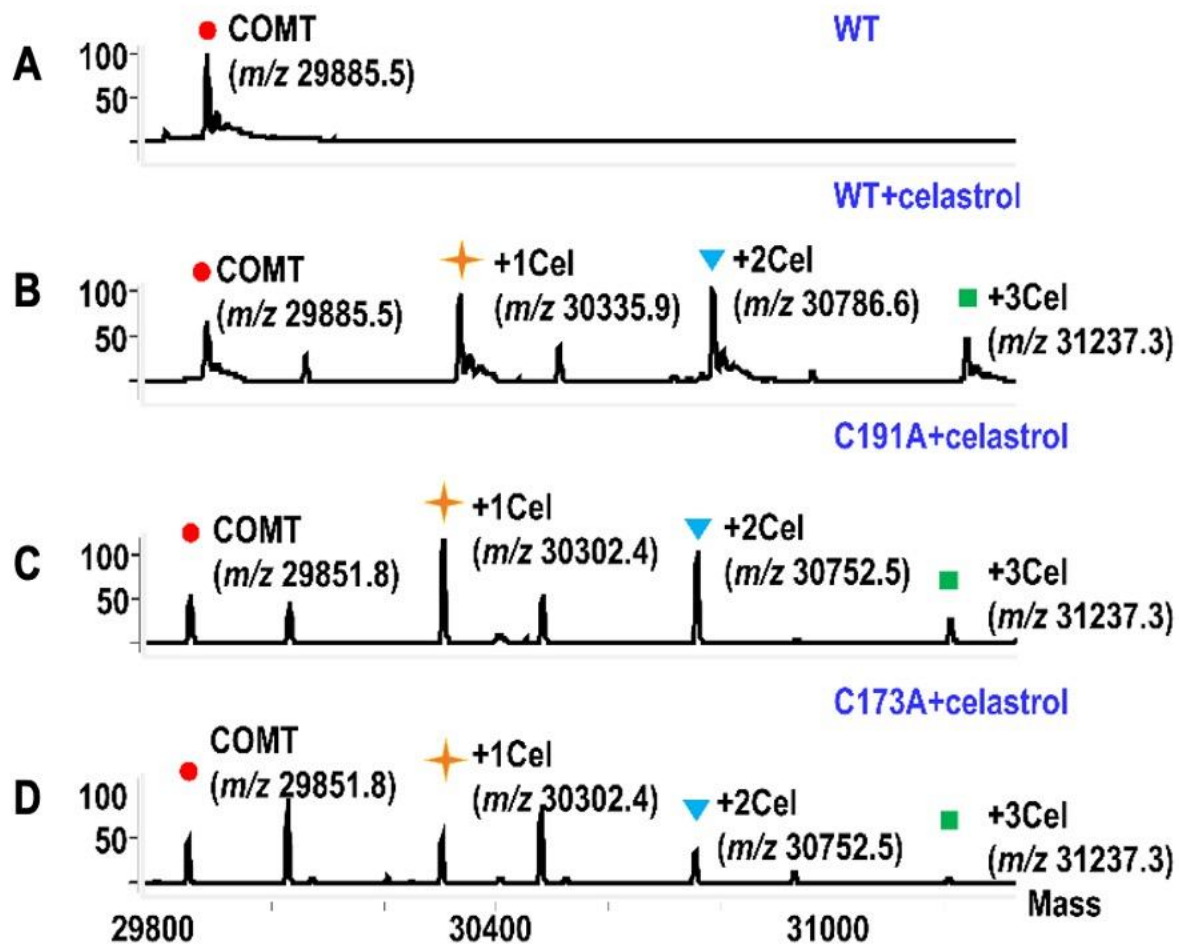 A
100
50
COMT
(m/z 29885.5)
WT
WT+celastrol
B
100
50
COMT
(m/z 29885.5)
+1Cel
(m/z 30335.9)
+2Cel
(m/z 30786.6)
+3Cel
(m/z 31237.3)
C191A+celastrol
C
100
50
COMT
(m/z 29851.8)
+1Cel
(m/z 30302.4)
+2Cel
(m/z 30752.5)
+3Cel
(m/z 31237.3)
C173A+celastrol
D
100
50
COMT
(m/z 29851.8)
+1Cel
(m/z 30302.4)
+2Cel
(m/z 30752.5)
+3Cel
(m/z 31237.3)
Mass
29800 30400 31000